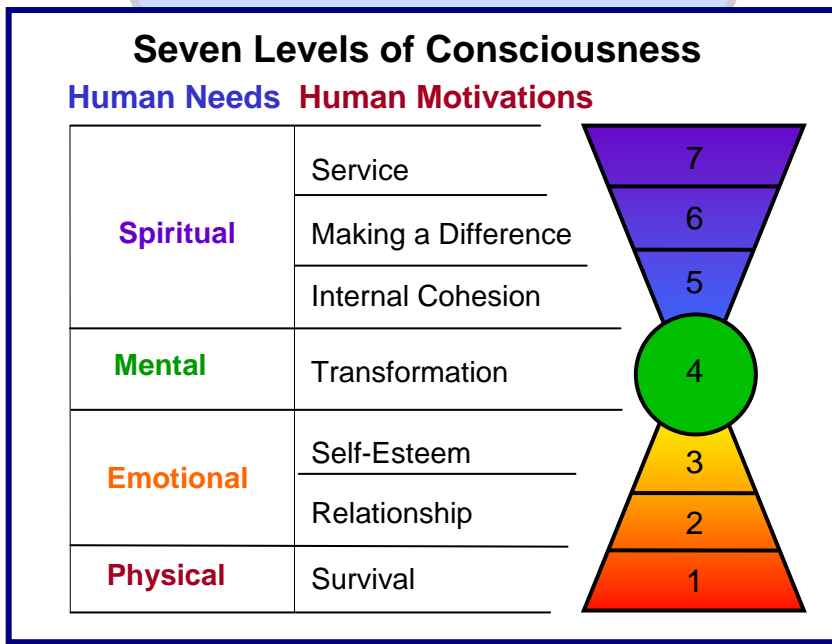 Seven Levels of Consciousness
Human Needs Human Motivations
Service
7
Spiritual
Making a Difference
6
Internal Cohesion
5
Mental
Transformation
4
Self-Esteem
3
Emotional
Relationship
2
Physical
Survival
1